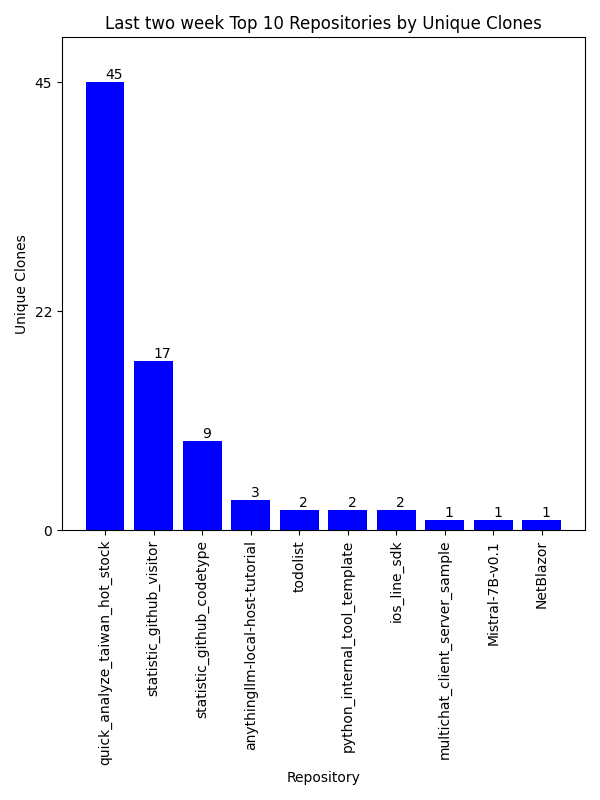 Last two week Top 10 Repositories by Unique Clones
Unique Clones
45
22
0
45
17
9
3
2
2
2
1
1
1
quick_analyze_taiwan_hot_stock
statistic_github_visitor
statistic_github_codetype
anythingllm-local-host-tutorial
todolist
python_internal_tool_template
ios_line_sdk
multichat_client_server_sample
Mistral-7B-v0.1
NetBlazor
Repository